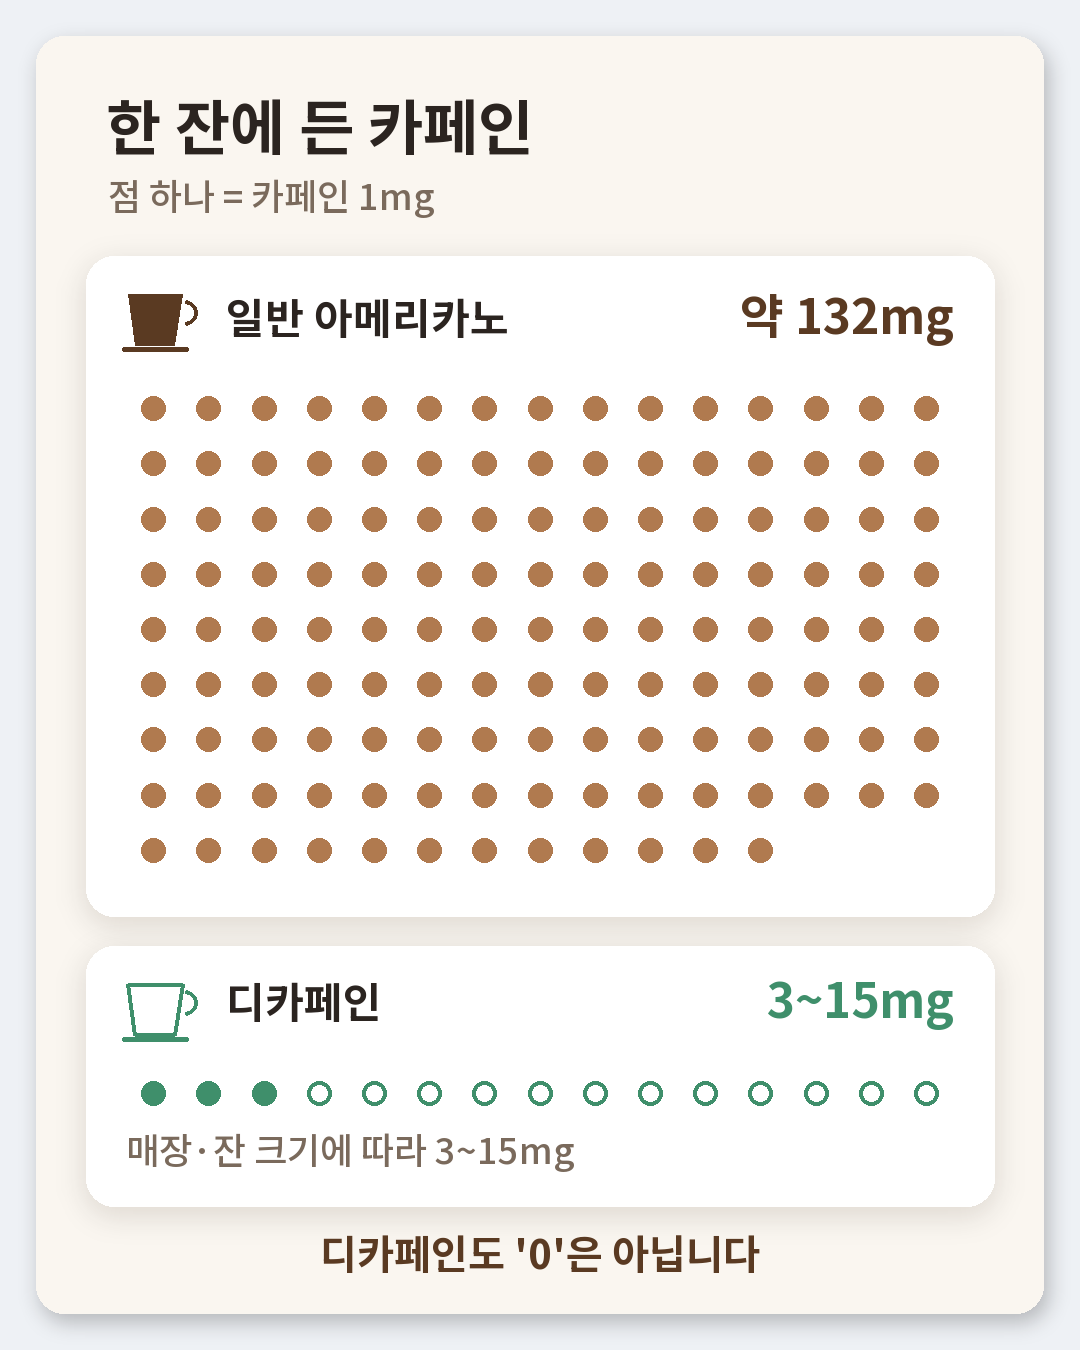 한 잔에 든 카페인
점 하나 = 카페인 1mg
일반 아메리카노
약 132mg
디카페인
3~15mg
매장·잔 크기에 따라 3~15mg
디카페인도 '0'은 아닙니다